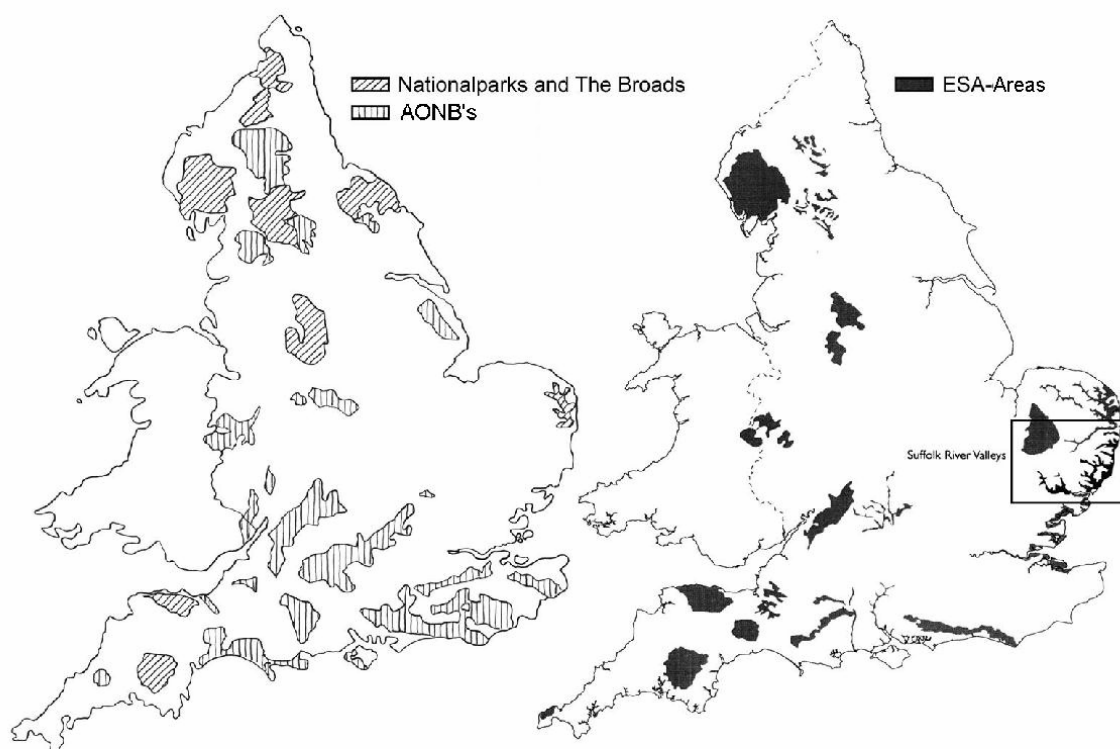 Nationalparks and The Broads
AONB's
ESA-Areas
Suffolk River Valleys